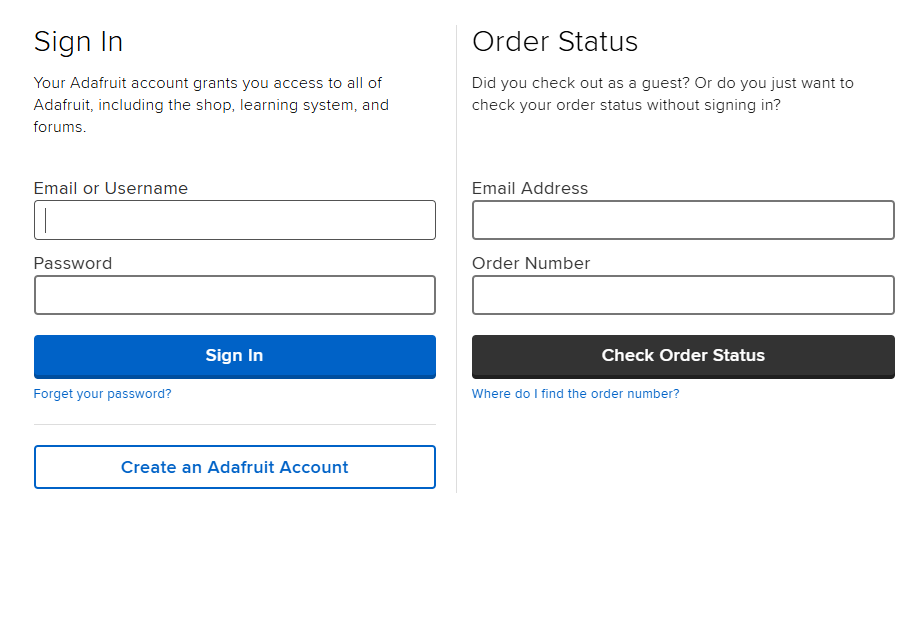 Sign In
Your Adafruit account grants you access to all of
Adafruit, including the shop, learning system, and
forums.
Email or Username
Password
Sign In
Forget your password?
Create an Adafruit Account
Order Status
Did you check out as a guest? Or do you just want to
check your order status without signing in?
Email Address
Order Number
Check Order Status
Where do I find the order number?